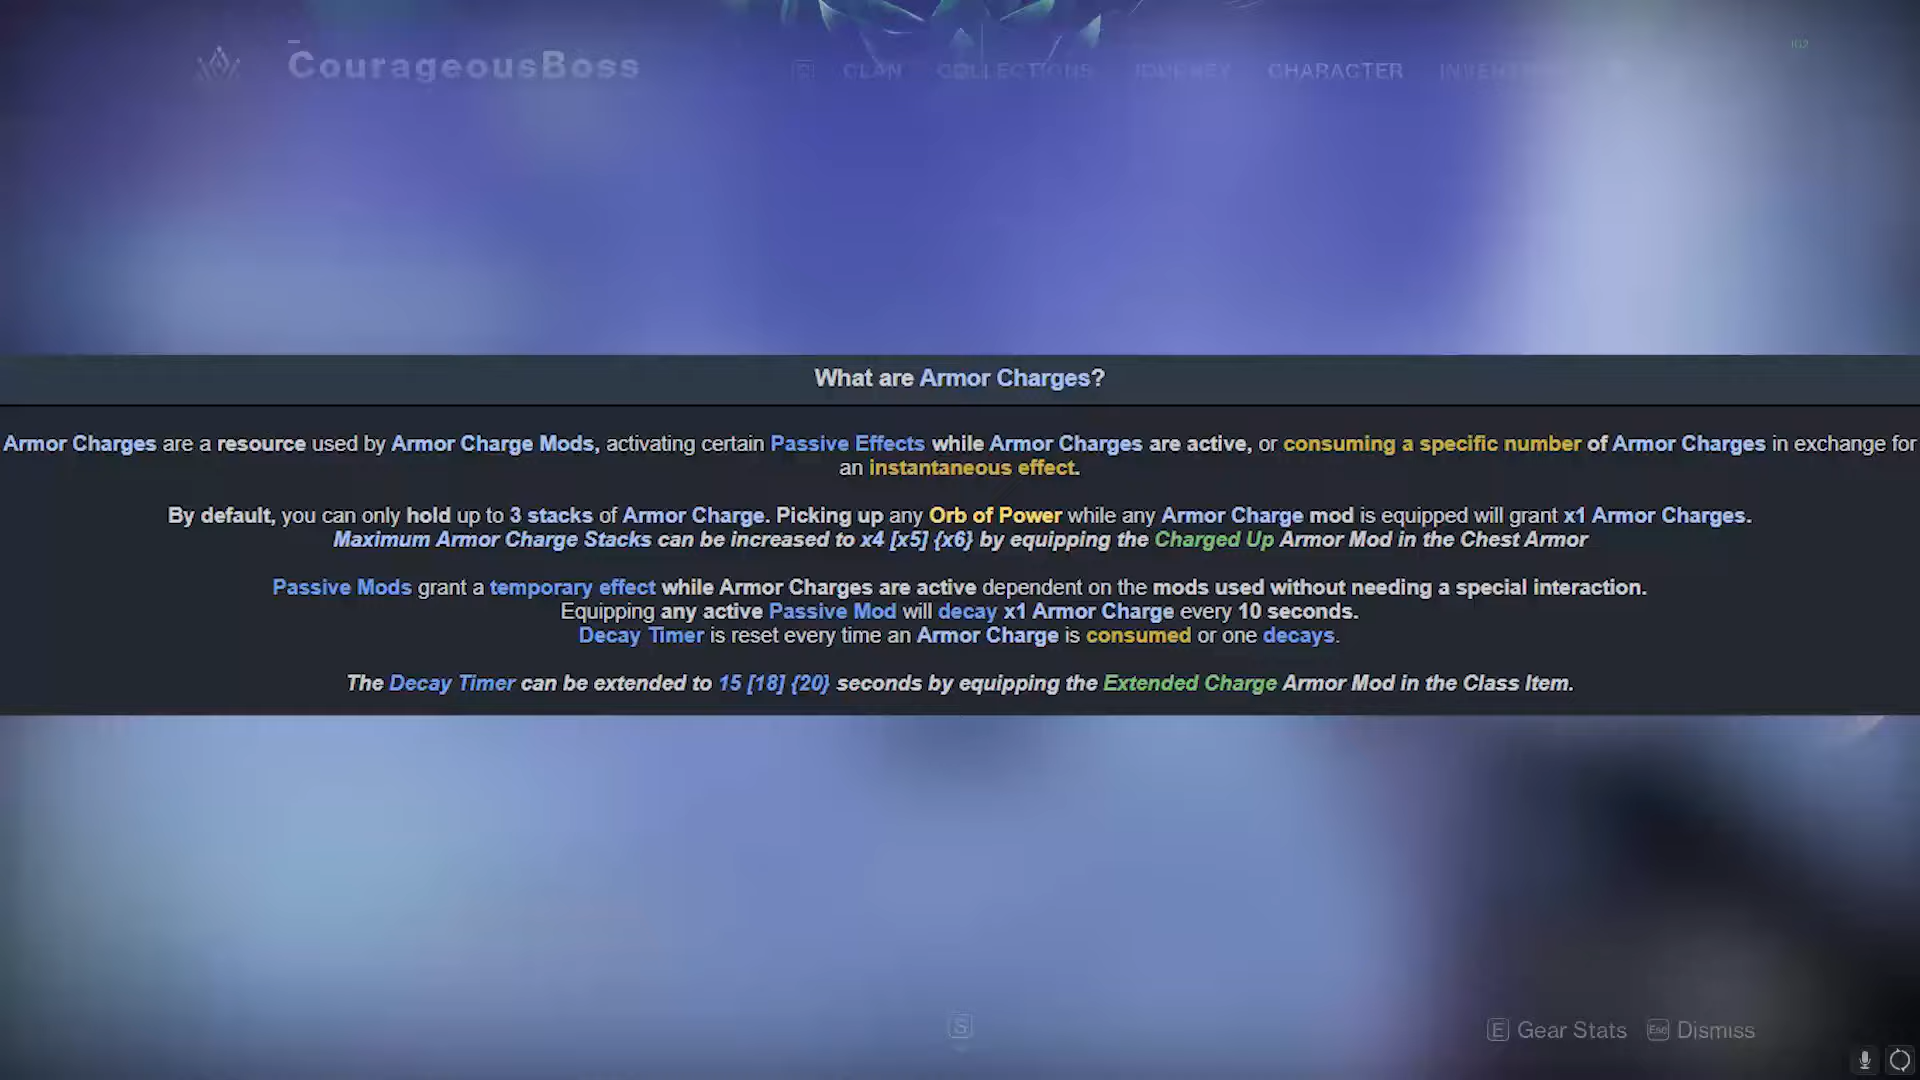 CourageousBoss
CLAN COLLECTIONS JOURNEY CHARACTER
102
What are Armor Charges?
Armor Charges are a resource used by Armor Charge Mods, activating certain Passive Effects while Armor Charges are active, or consuming a specific number of Armor Charges in exchange for
an instantaneous effect.
By default, you can only hold up to 3 stacks of Armor Charge. Picking up any Orb of Power while any Armor Charge mod is equipped will grant x1 Armor Charges.
Maximum Armor Charge Stacks can be increased to x4 [x5] {x6} by equipping the Charged Up Armor Mod in the Chest Armor
Passive Mods grant a temporary effect while Armor Charges are active dependent on the mods used without needing a special interaction.
Equipping any active Passive Mod will decay x1 Armor Charge every 10 seconds.
Decay Timer is reset every time an Armor Charge is consumed or one decays.
The Decay Timer can be extended to 15 [18] {20} seconds by equipping the Extended Charge Armor Mod in the Class Item.
S
E Gear Stats Esc Dismiss